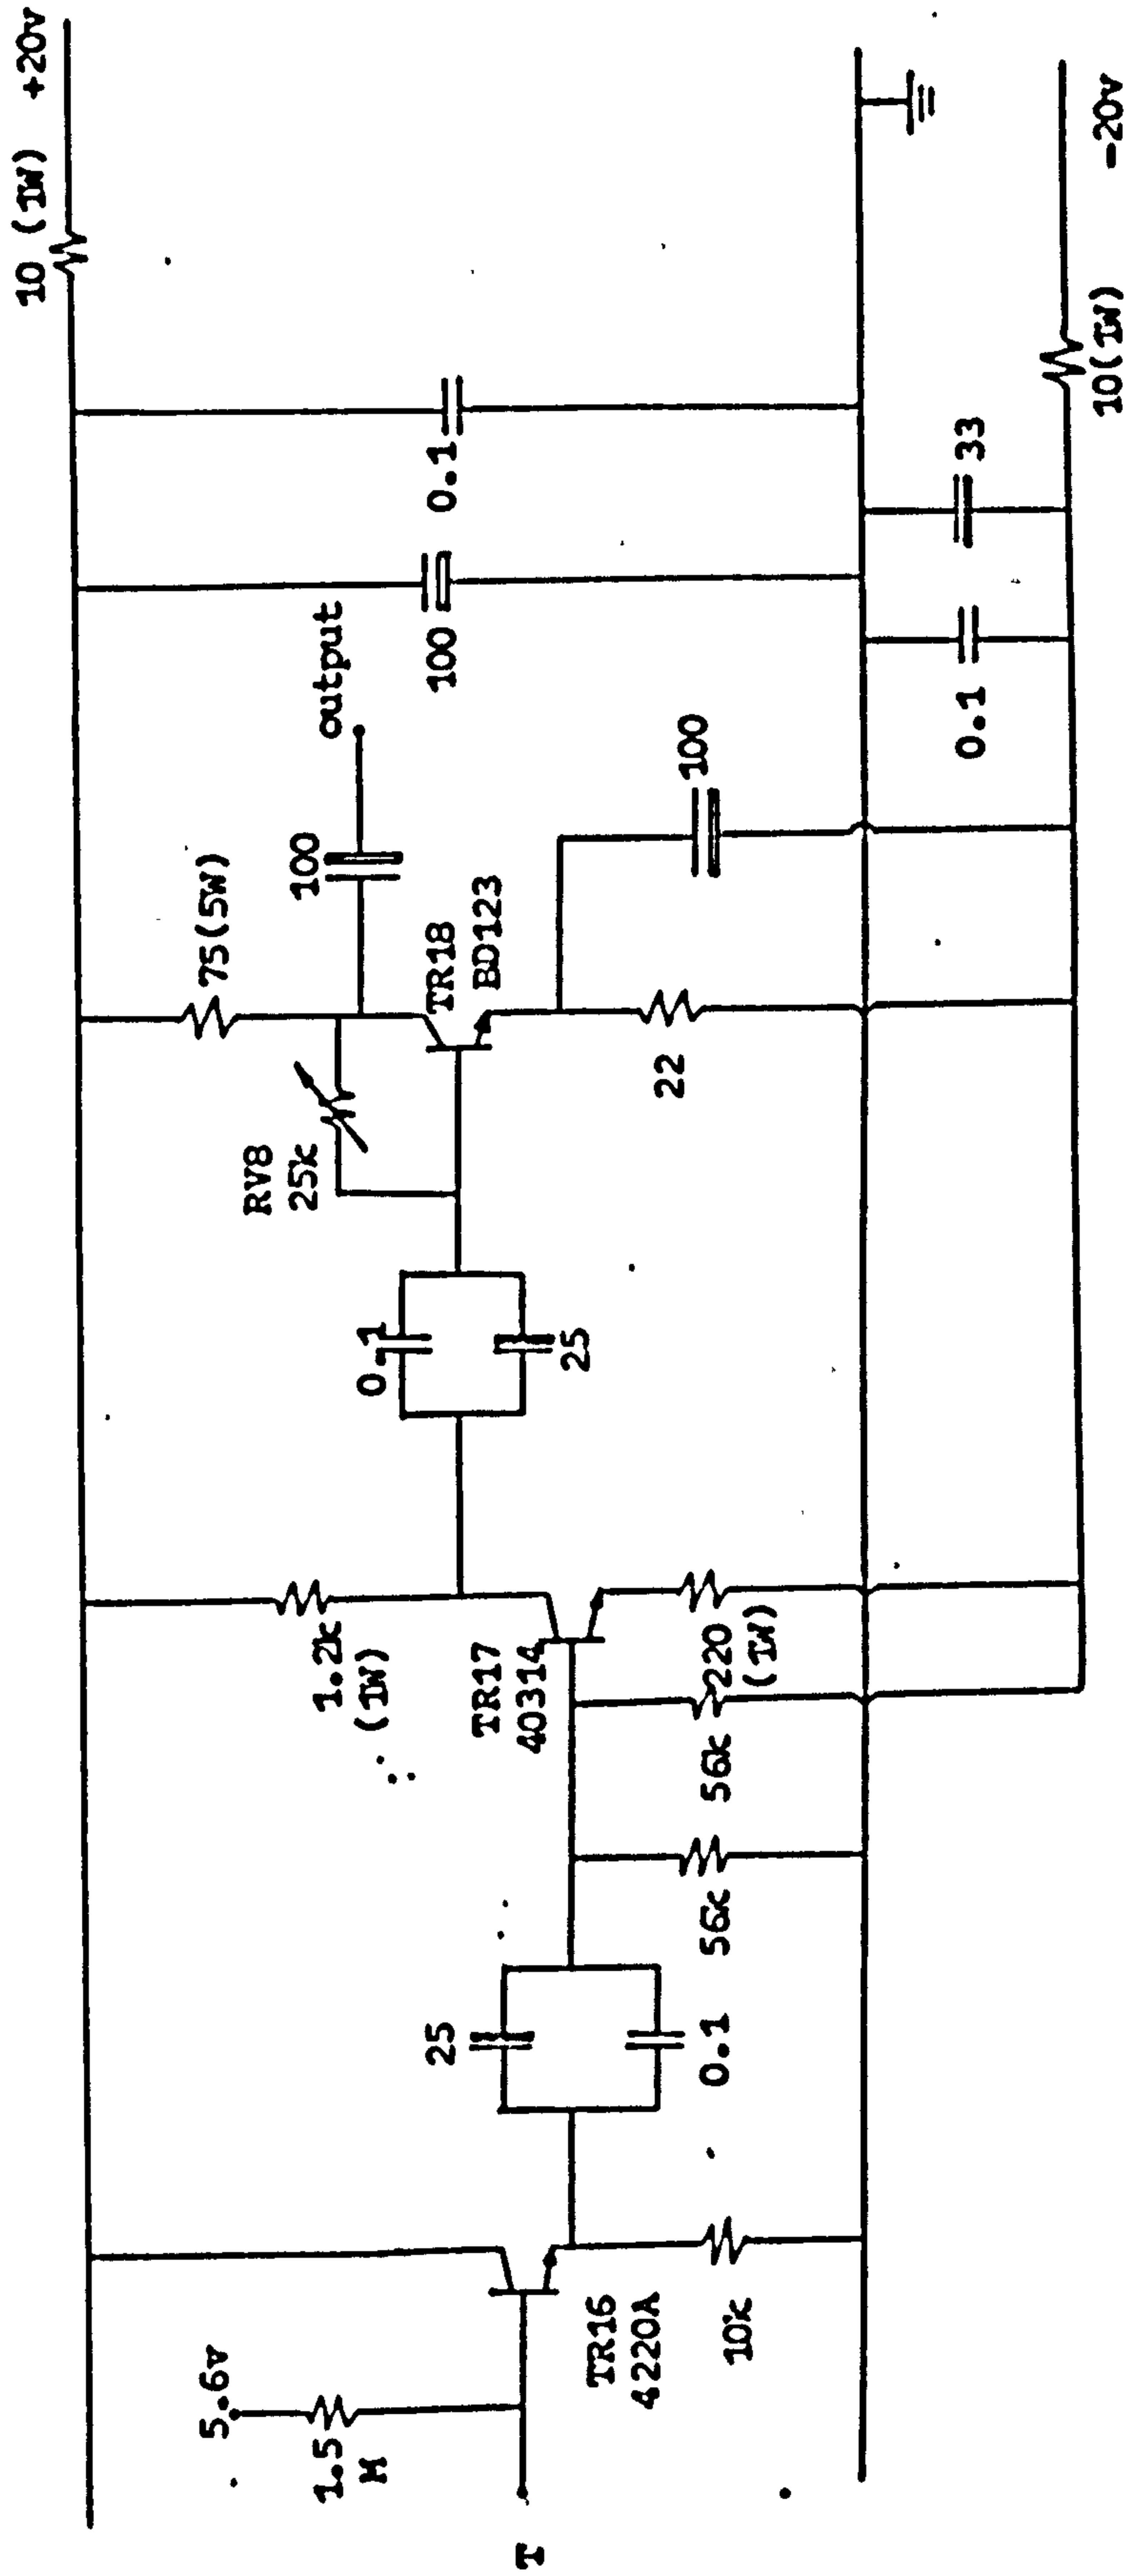 10 (1W) +20v
75(5W)
100
output
RV8
25k
TR18
BD123
100
0.1
0.1
25
22
100
0.1
33
10(1W) -20v
1.2k
(1W)
TR17
40314
220
(1W)
56k
56k
25
0.1
5.6v
1.5
M
T
TR16
4220A
10k